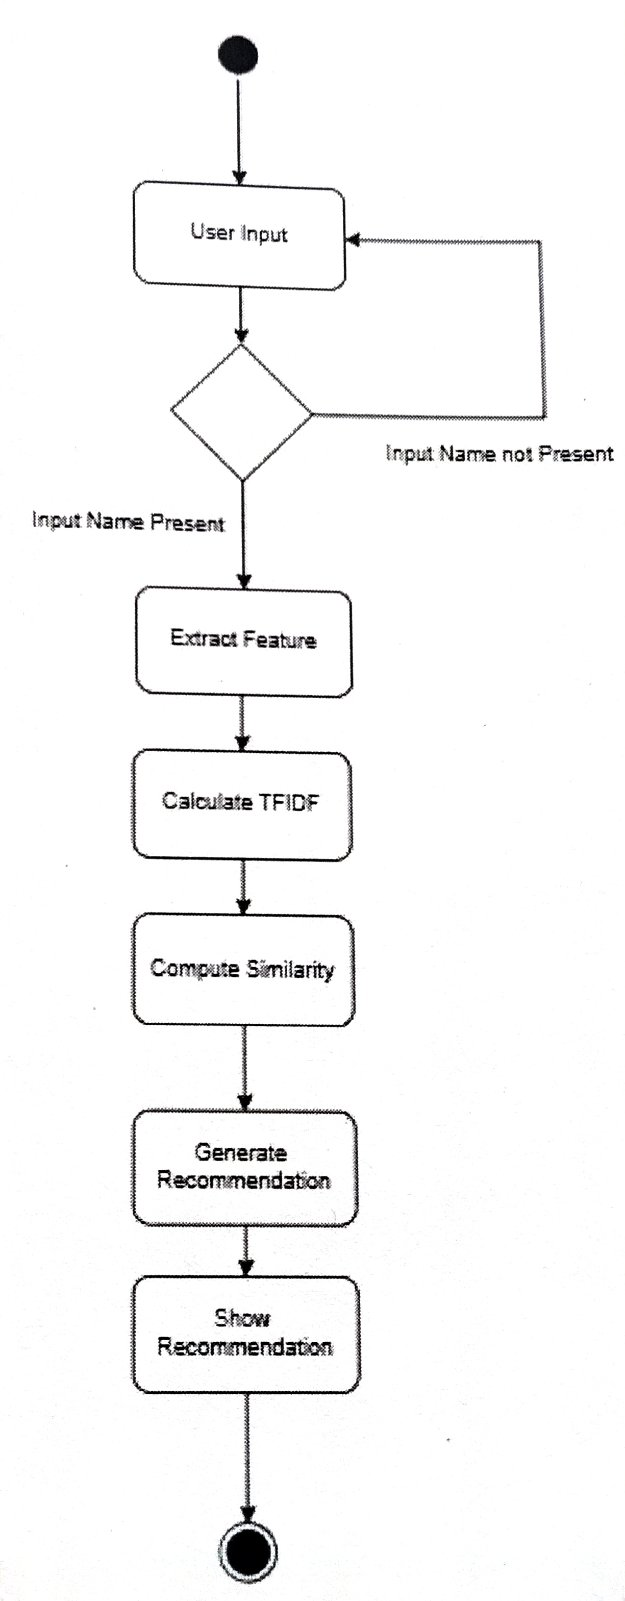 User Input
Input Name not Present
Input Name Present
Extract Feature
Calculate TFIDF
Compute Similarity
Generate
Recommendation
Show
Recommendation